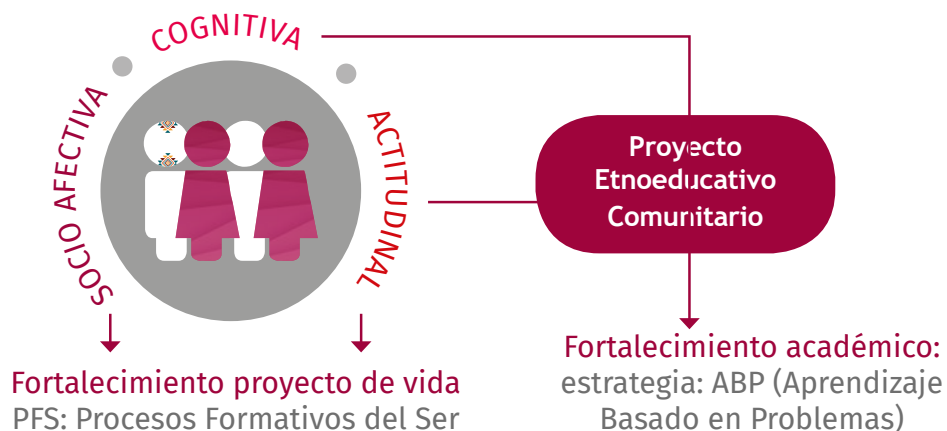 COGNITIVA
SOCIO AFECTIVA
ACTITUDINAL
Proyecto
Etnoeducativo
Comunitario
Fortalecimiento proyecto de vida
PFS: Procesos Formativos del Ser
Fortalecimiento académico:
estrategia: ABP (Aprendizaje
Basado en Problemas)